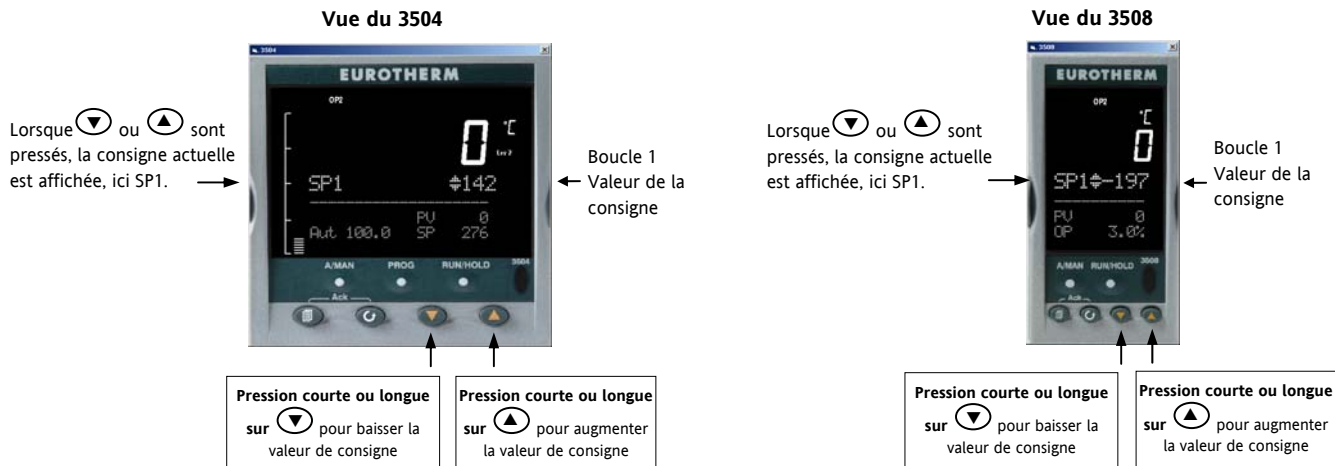 Vue du 3504
3504
EUROTHERM
OP2
0 °C
Lorsque ou sont
pressés, la consigne actuelle
est affichée, ici SP1.
SP1 142
Boucle 1
Valeur de la
consigne
PV 0
Aut 100.0 SP 276
A/MAN PROG RUN/HOLD 3504
Ack
Pression courte ou longue
sur pour baisser la
valeur de consigne
Pression courte ou longue
sur pour augmenter
la valeur de consigne
Vue du 3508
3508
EUROTHERM
OP2
°C
0
Lorsque ou sont
pressés, la consigne actuelle
est affichée, ici SP1.
SP1 -197
Boucle 1
Valeur de la
consigne
PV 0
OP 3.0%
A/MAN RUN/HOLD 3508
Ack
Pression courte ou longue
sur pour baisser la
valeur de consigne
Pression courte ou longue
sur pour augmenter
la valeur de consigne